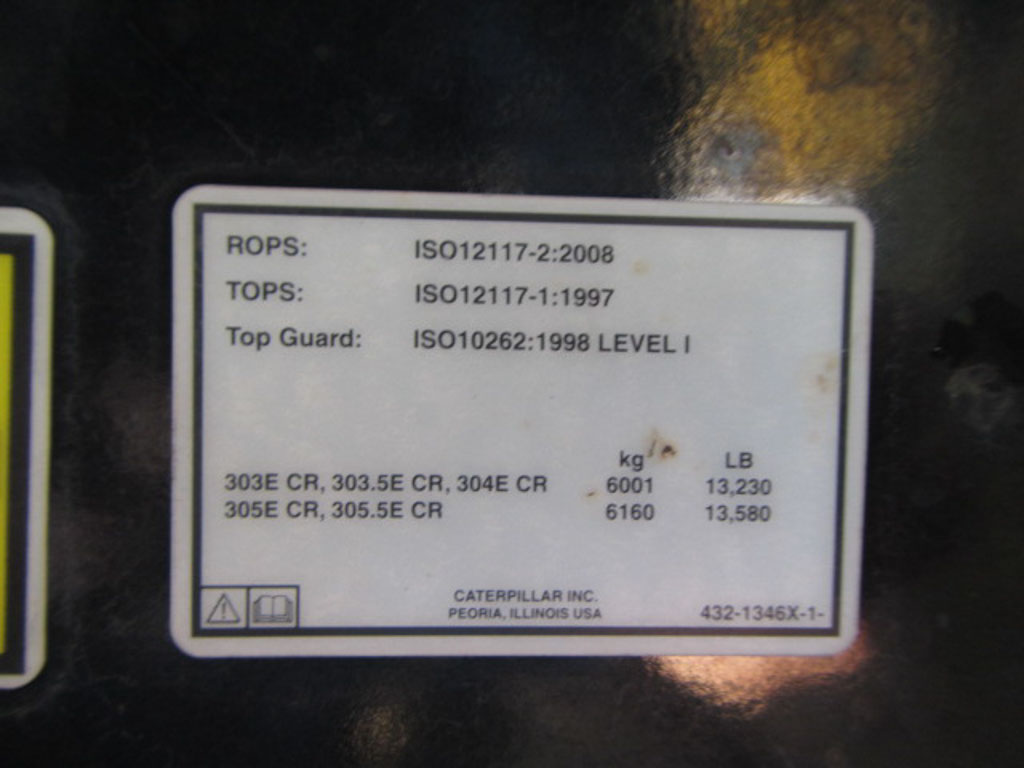 ROPS: ISO12117-2:2008
TOPS: ISO12117-1:1997
Top Guard: ISO10262:1998 LEVEL I
kg LB
303E CR, 303.5E CR, 304E CR 6001 13,230
305E CR, 305.5E CR 6160 13,580
CATERPILLAR INC.
PEORIA, ILLINOIS USA
432-1346X-1-